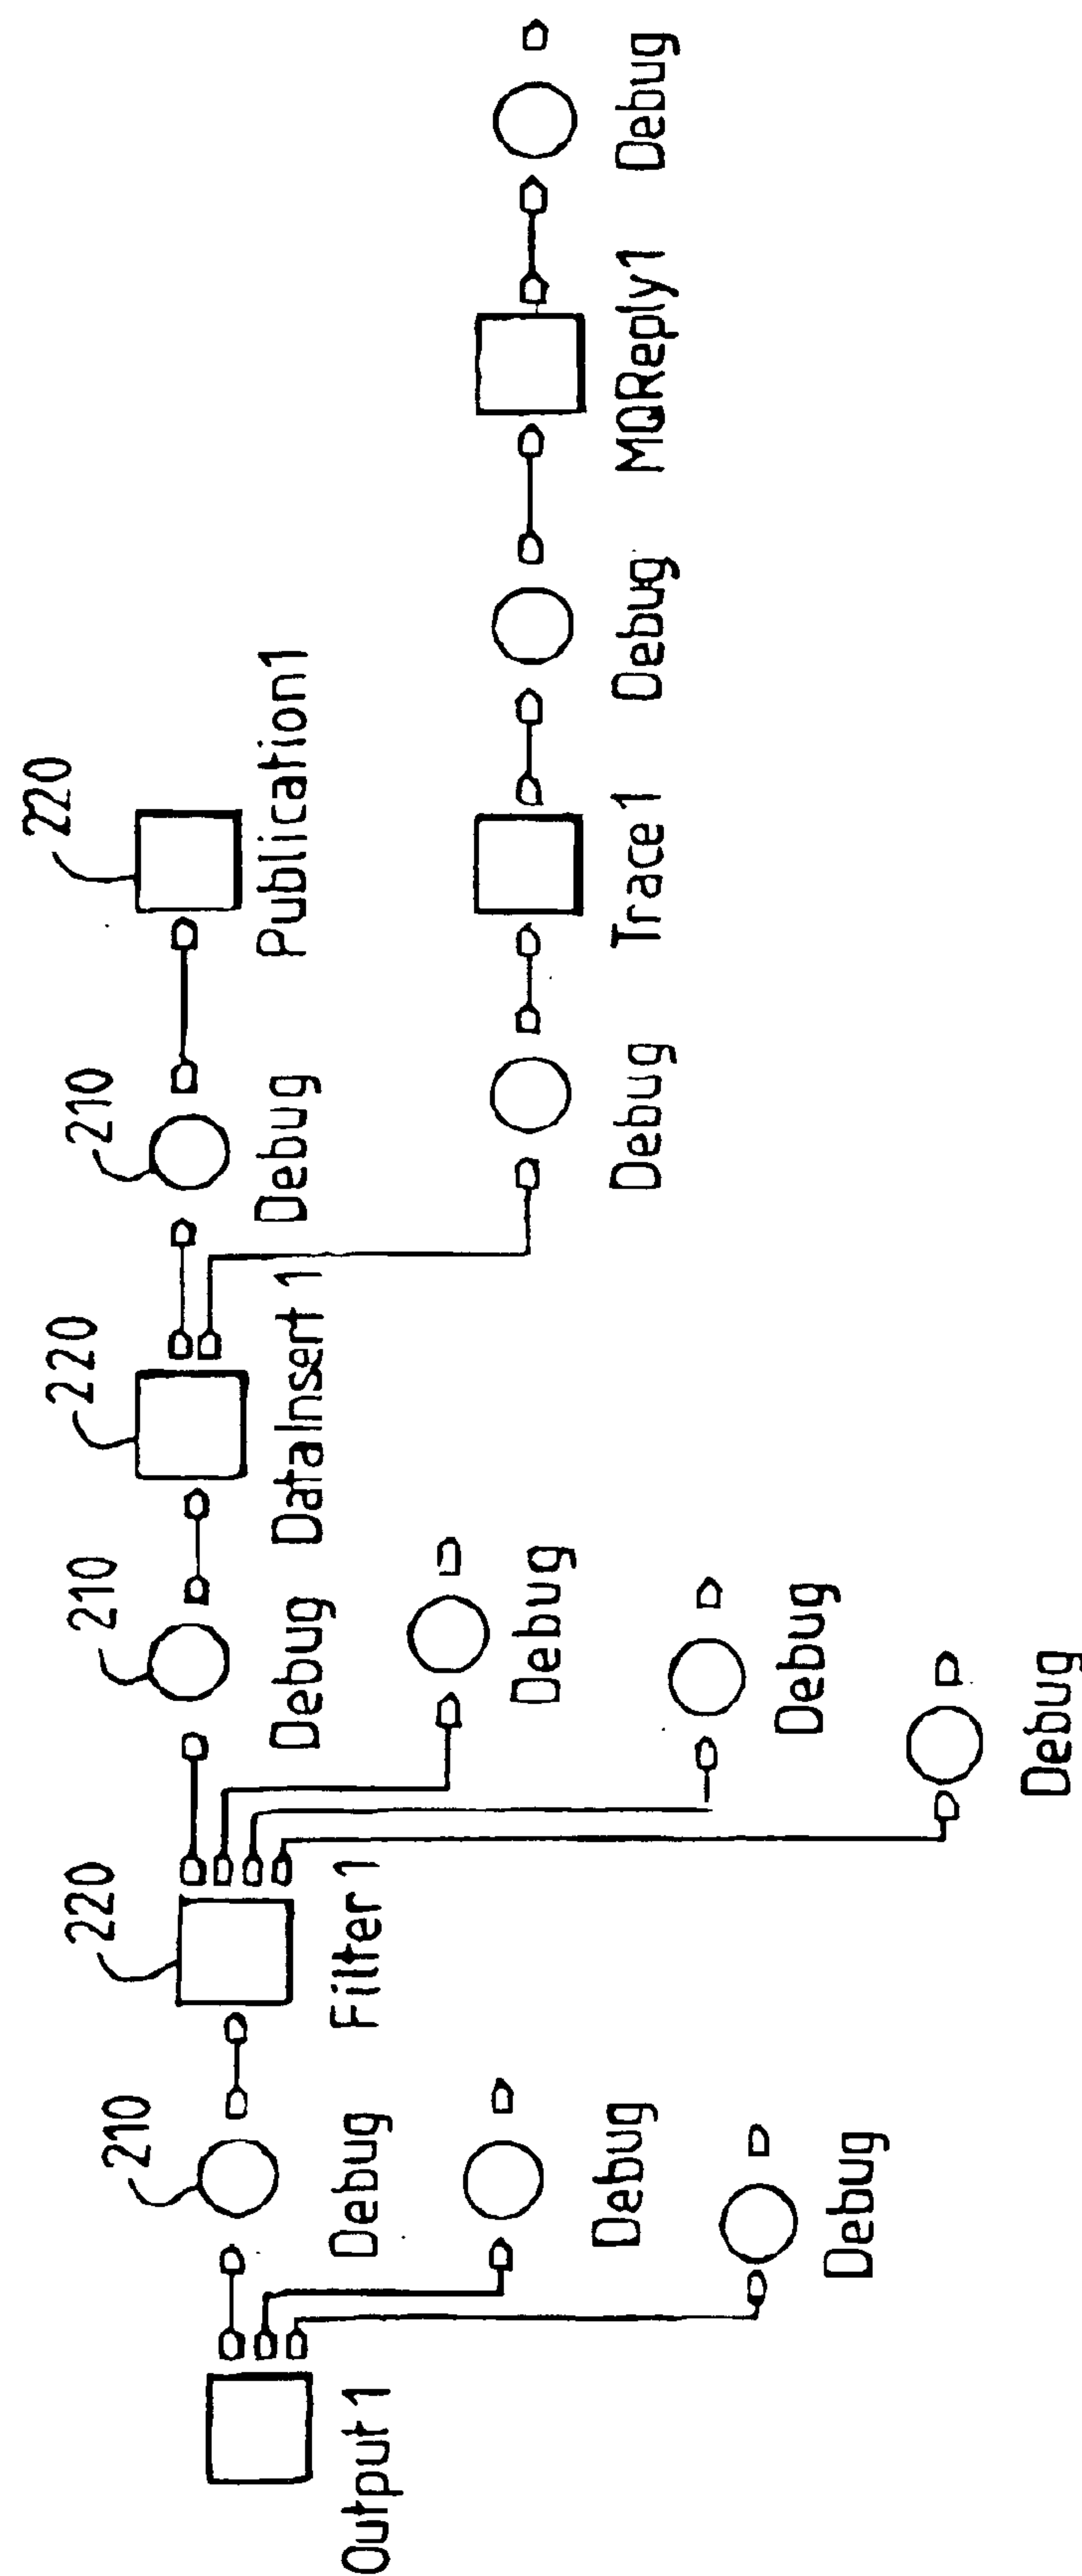 Output 1
210
Debug
Debug
Debug
220
Filter 1
210
Debug
Debug
Debug
Debug
220
DataInsert 1
210
Debug
220
Publication1
Debug
Trace1
Debug
MQReply1
Debug